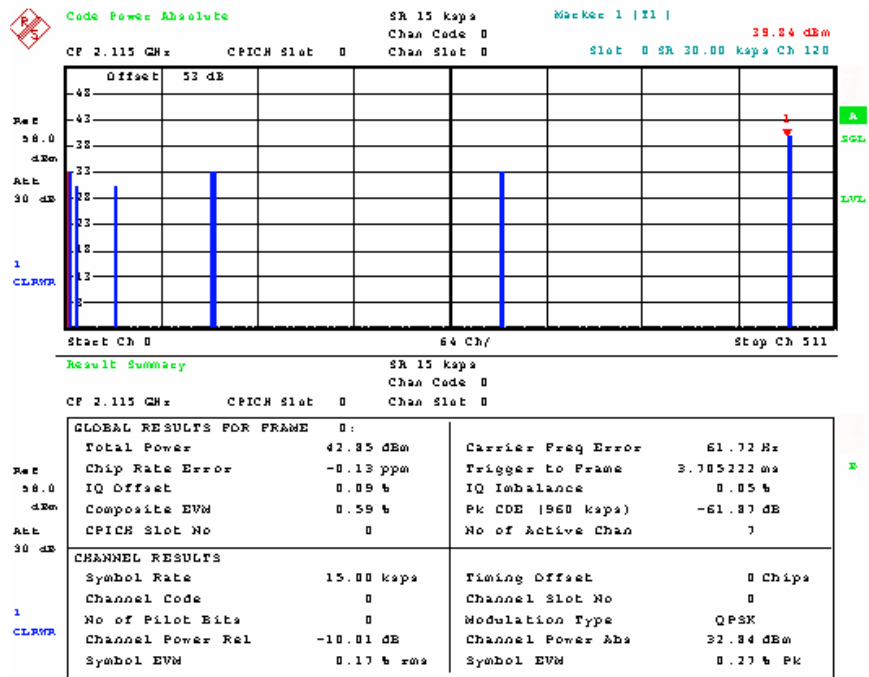 R
S
Code Power Absolute SR 15 ksps Marker 1 [T1 ]
Chan Code 0 39.84 dBm
CF 2.115 GHz CPICH Slot 0 Chan Slot 0 Slot 0 SR 30.00 ksps Ch 120
Offset 53 dB
48
Ref 43 1 A
58.0 38 SGL
dBm
Att 33
30 dB 28 LVL
23
18
1
CLRWR 13
Start Ch 0 64 Ch/ Stop Ch 511
Result Summary SR 15 ksps
Chan Code 0
CF 2.115 GHz CPICH Slot 0 Chan Slot 0
GLOBAL RESULTS FOR FRAME 0:
Total Power 42.85 dBm Carrier Freq Error 61.72 Hz
Ref Chip Rate Error -0.13 ppm Trigger to Frame 3.705222 ms B
58.0 IQ Offset 0.09 % IQ Imbalance 0.05 %
dBm Composite EVM 0.59 % Pk CDE (960 ksps) -61.87 dB
Att CPICH Slot No 0 No of Active Chan 7
30 dB
CHANNEL RESULTS
Symbol Rate 15.00 ksps Timing Offset 0 Chips
Channel Code 0 Channel Slot No 0
1 No of Pilot Bits 0 Modulation Type QPSK
CLRWR Channel Power Rel -10.01 dB Channel Power Abs 32.84 dBm
Symbol EVM 0.17 % rms Symbol EVM 0.27 % Pk